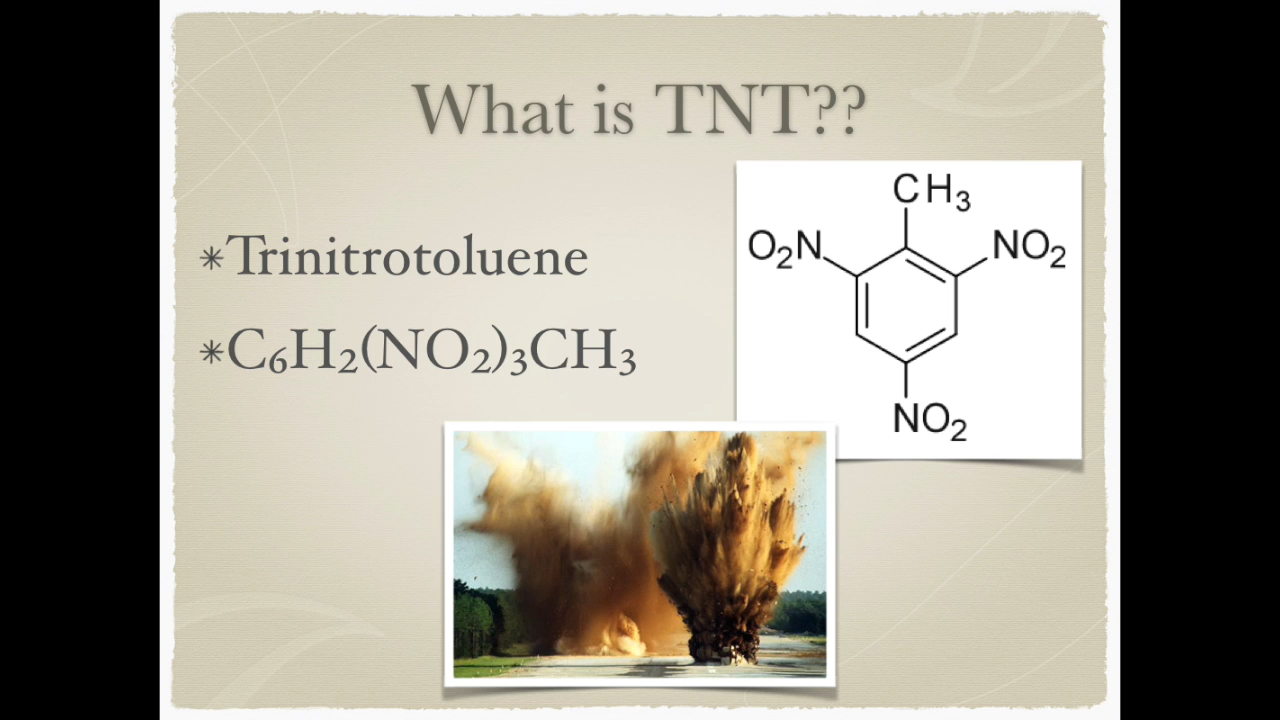 What is TNT??
*Trinitrotoluene
*C₆H₂(NO₂)₃CH₃
CH₃
O₂N
NO₂
NO₂